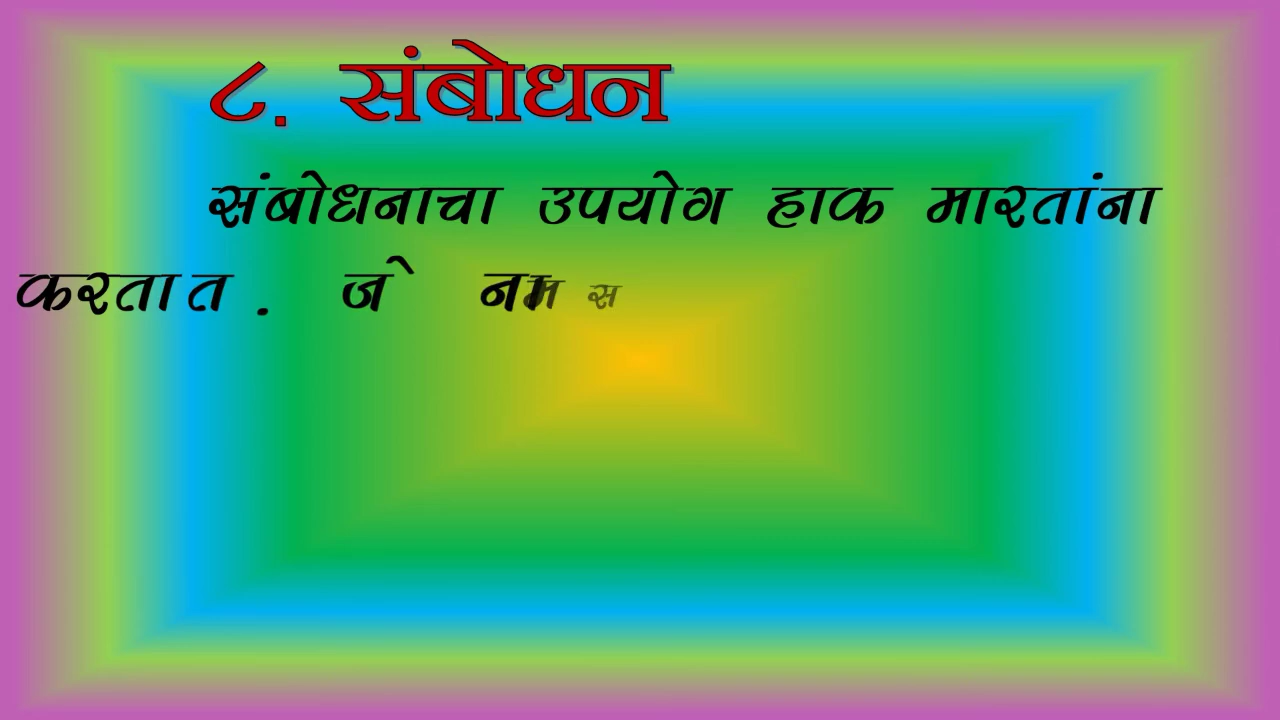 ८. संबोधन
संबोधनाचा उपयोग हाक मारतांना
करतात. जे